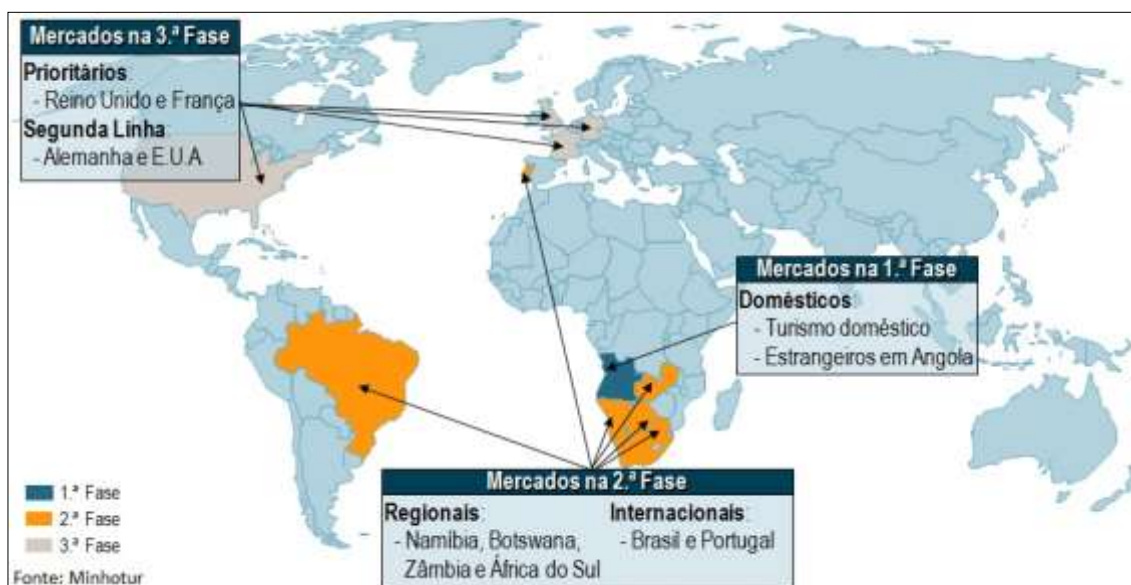 Mercados na 3.ª Fase
Prioritários
- Reino Unido e França
Segunda Linha:
- Alemanha e E.U.A
Mercados na 1.ª Fase
Domésticos:
- Turismo doméstico
- Estrangeiros em Angola
Mercados na 2.ª Fase
Regionais:
- Namíbia, Botswana,
Zâmbia e África do Sul
Internacionais:
- Brasil e Portugal
1.ª Fase
2.ª Fase
3.ª Fase
Fonte: Minhotur